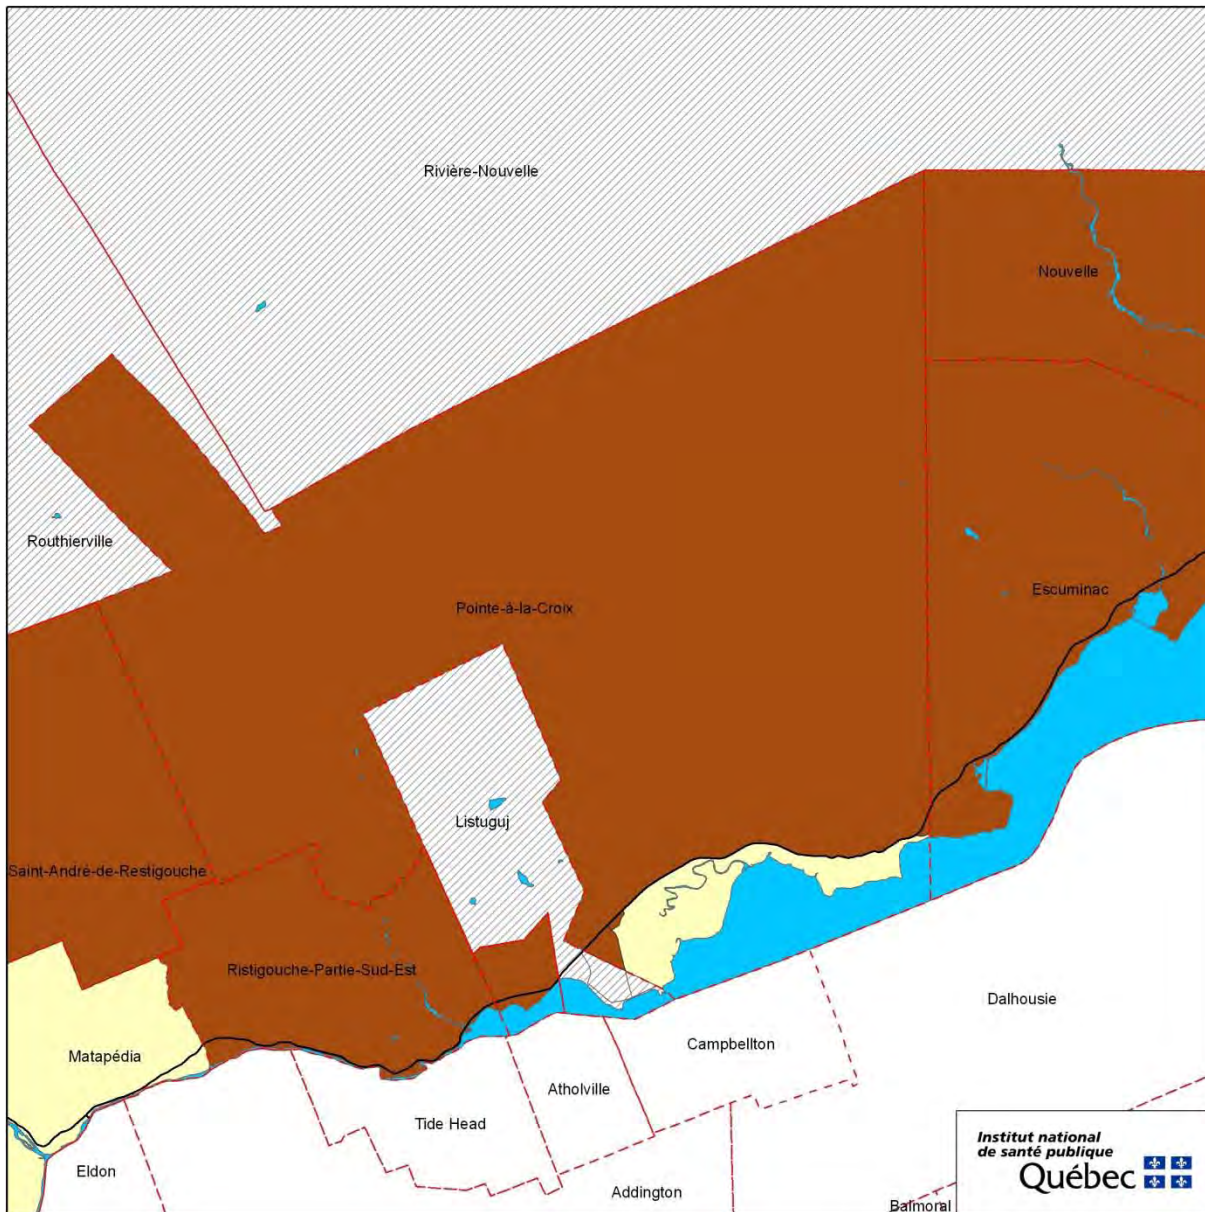 Rivière-Nouvelle
Nouvelle
Routhierville
Escuminac
Pointe-à-la-Croix
Listuguj
Saint-André-de-Restigouche
Ristigouche-Partie-Sud-Est
Dalhousie
Campbellton
Matapédia
Atholville
Tide Head
Eldon
Addington
Balmoral
Institut national
de santé publique
Québec